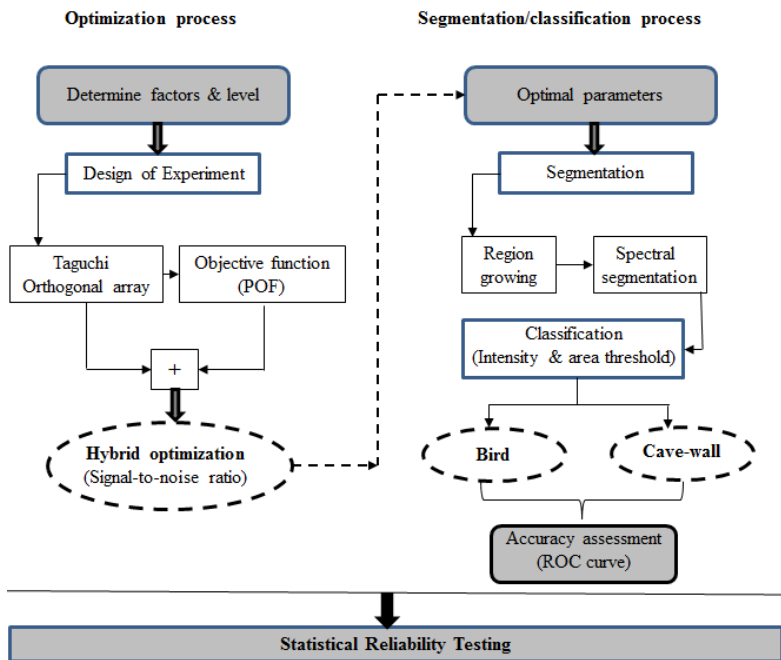 Optimization process
Determine factors & level
Design of Experiment
Taguchi
Orthogonal array
Objective function
(POF)
+
Hybrid optimization
(Signal-to-noise ratio)
Segmentation/classification process
Optimal parameters
Segmentation
Region
growing
Spectral
segmentation
Classification
(Intensity & area threshold)
Bird
Cave-wall
Accuracy assessment
(ROC curve)
Statistical Reliability Testing